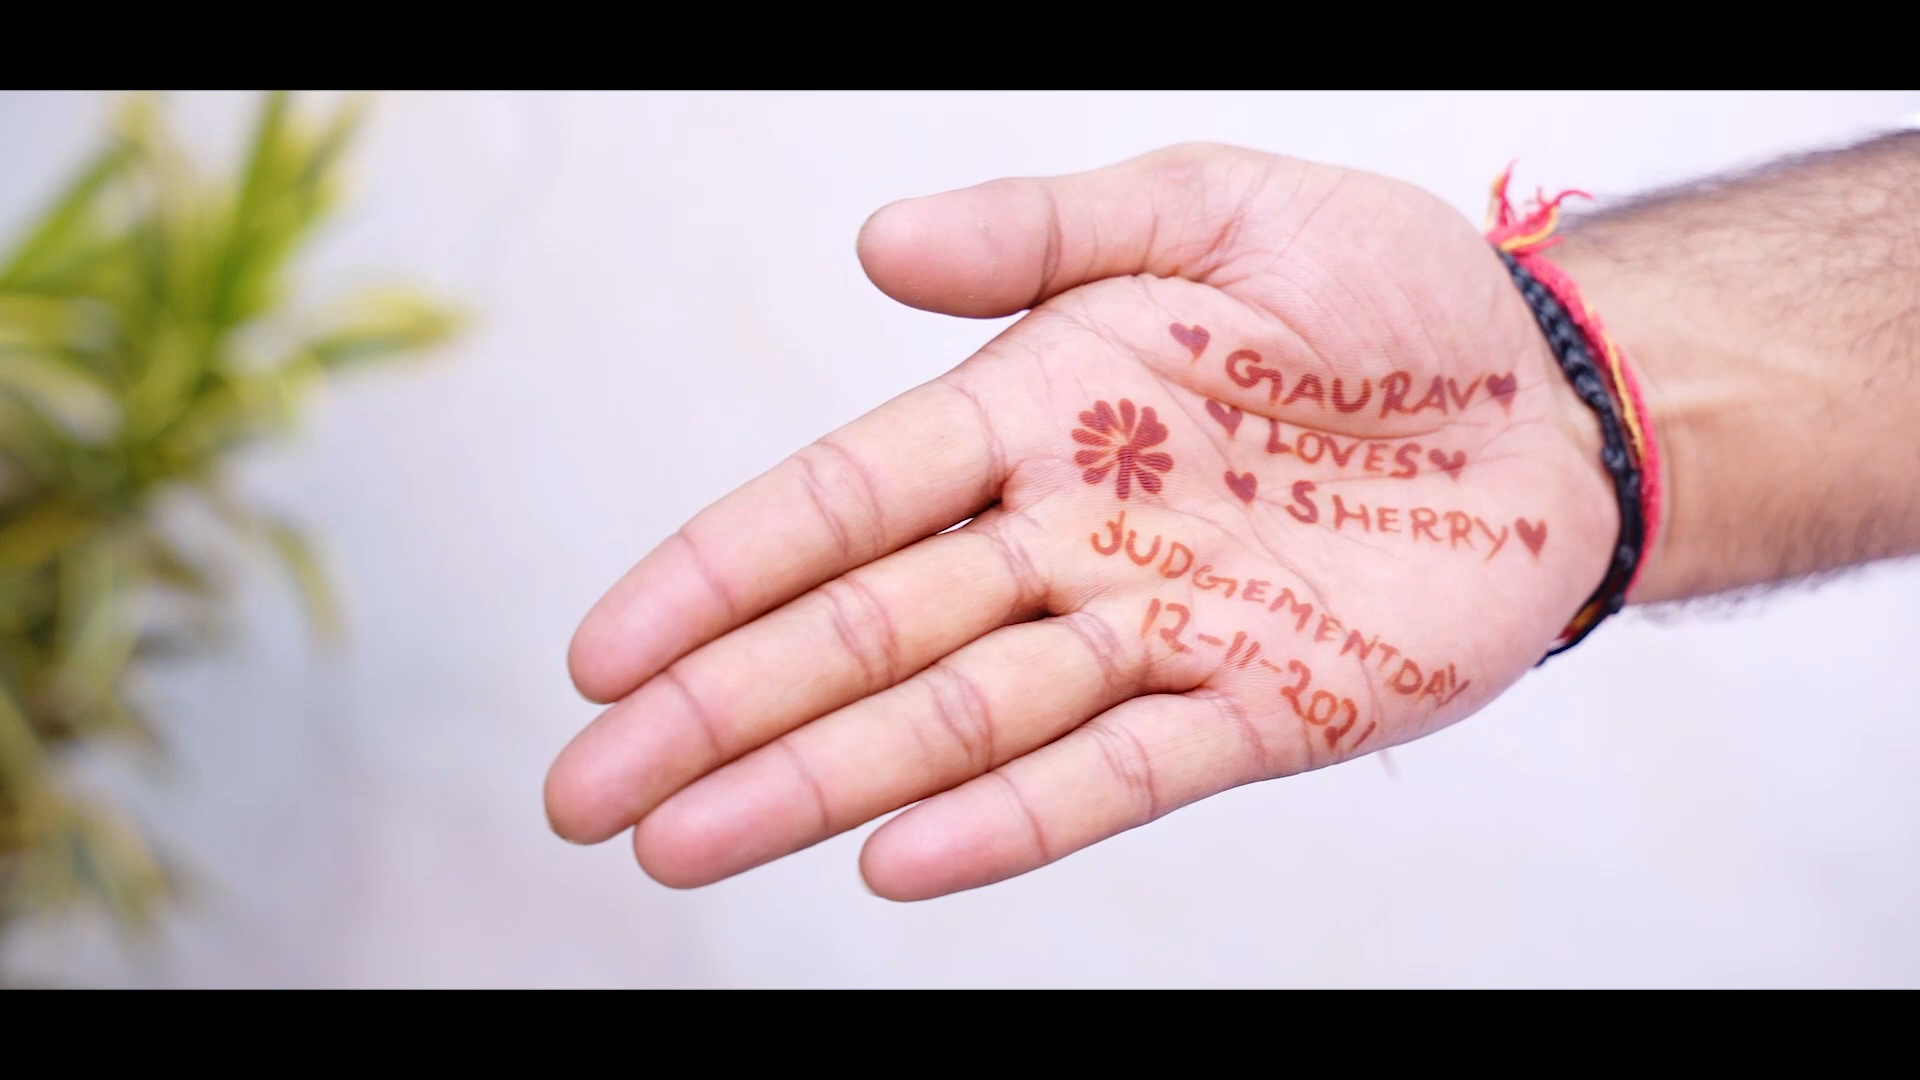 GAURAV
LOVES
SHERRY
JUDGEMENTDAY
12-11-2021